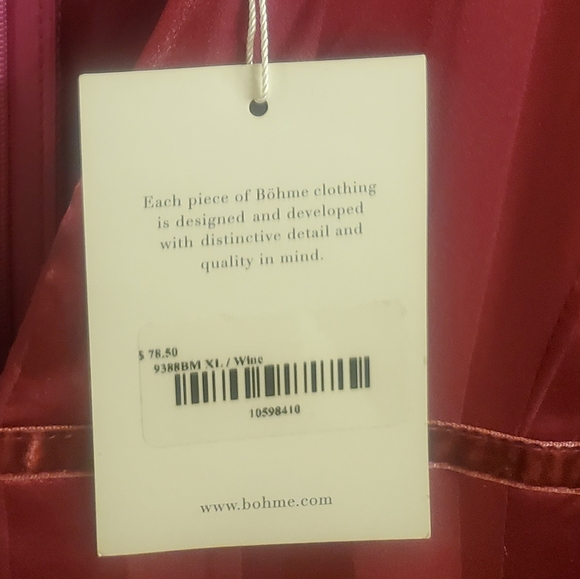 Each piece of Böhme clothing
is designed and developed
with distinctive detail and
quality in mind.
$ 78.50
9388BM XL / Wine
10598410
www.bohme.com